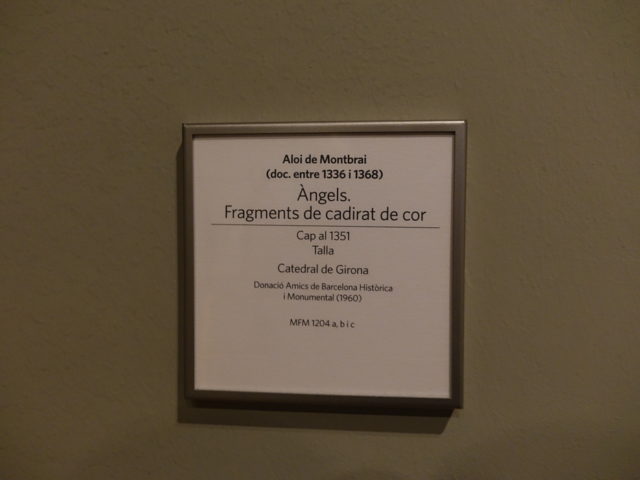 Aloi de Montbrai
(doc. entre 1336 i 1368)
Àngels.
Fragments de cadirat de cor
Cap al 1351
Talla
Catedral de Girona
Donació Amics de Barcelona Històrica
i Monumental (1960)
MFM 1204 a, b i c